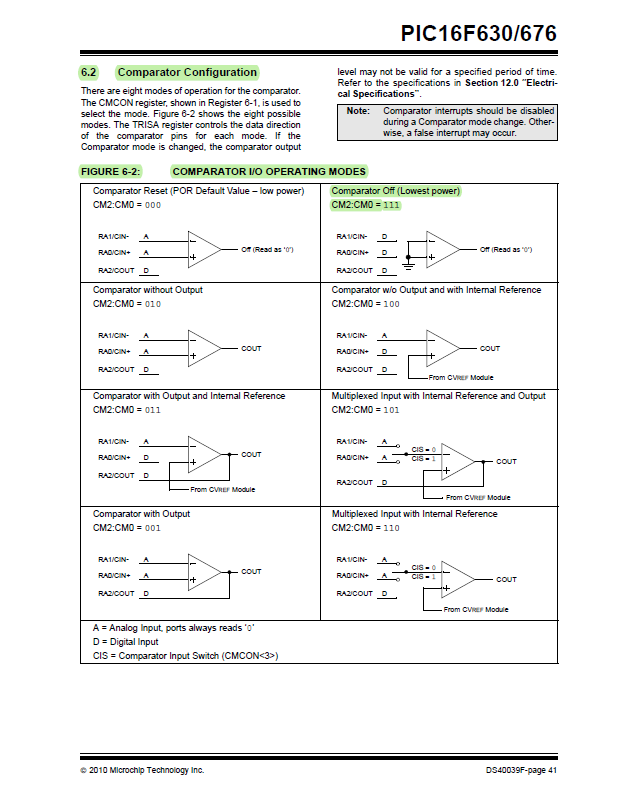 PIC16F630/676
6.2 Comparator Configuration
There are eight modes of operation for the comparator.
The CMCON register, shown in Register 6-1, is used to
select the mode. Figure 6-2 shows the eight possible
modes. The TRISA register controls the data direction
of the comparator pins for each mode. If the
Comparator mode is changed, the comparator output
level may not be valid for a specified period of time.
Refer to the specifications in Section 12.0 "Electri-
cal Specifications".
Note: Comparator interrupts should be disabled
during a Comparator mode change. Other-
wise, a false interrupt may occur.
FIGURE 6-2: COMPARATOR I/O OPERATING MODES
Comparator Reset (POR Default Value – low power)
CM2:CM0 = 000
RA1/CIN- A
RA0/CIN+ A
Off (Read as '0')
RA2/COUT D
Comparator Off (Lowest power)
CM2:CM0 = 111
RA1/CIN- D
RA0/CIN+ D
Off (Read as '0')
RA2/COUT D
Comparator without Output
CM2:CM0 = 010
RA1/CIN- A
RA0/CIN+ A
COUT
RA2/COUT D
Comparator w/o Output and with Internal Reference
CM2:CM0 = 100
RA1/CIN- A
RA0/CIN+ D
COUT
RA2/COUT D
From CVREF Module
Comparator with Output and Internal Reference
CM2:CM0 = 011
RA1/CIN- A
RA0/CIN+ D
COUT
RA2/COUT D
From CVREF Module
Multiplexed Input with Internal Reference and Output
CM2:CM0 = 101
RA1/CIN- A
CIS = 0
RA0/CIN+ A
CIS = 1
COUT
RA2/COUT D
From CVREF Module
Comparator with Output
CM2:CM0 = 001
RA1/CIN- A
RA0/CIN+ A
COUT
RA2/COUT D
Multiplexed Input with Internal Reference
CM2:CM0 = 110
RA1/CIN- A
CIS = 0
RA0/CIN+ A
CIS = 1
COUT
RA2/COUT D
From CVREF Module
A = Analog Input, ports always reads '0'
D = Digital Input
CIS = Comparator Input Switch (CMCON<3>)
© 2010 Microchip Technology Inc. DS40039F-page 41